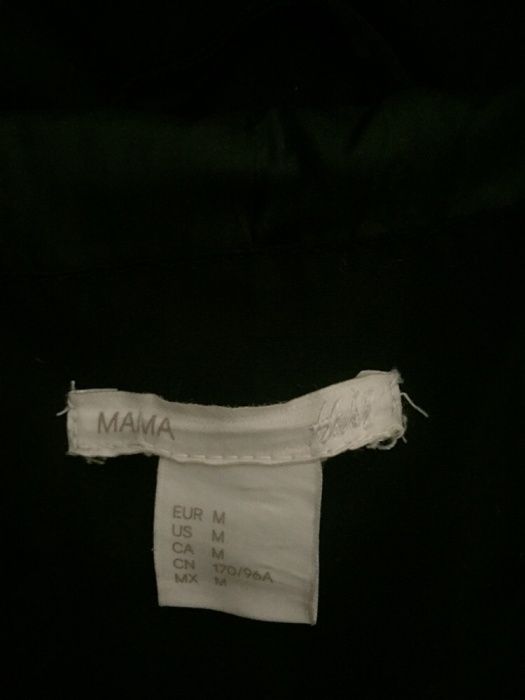 MAMA H&M
EUR M
US M
CA M
CN 170/96A
MX M